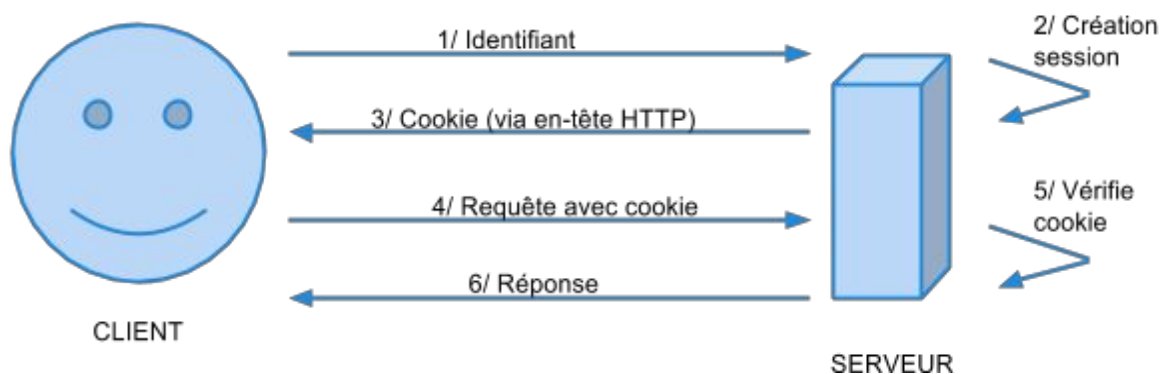 1/ Identifiant
2/ Création
session
3/ Cookie (via en-tête HTTP)
4/ Requête avec cookie
5/ Vérifie
cookie
6/ Réponse
CLIENT
SERVEUR